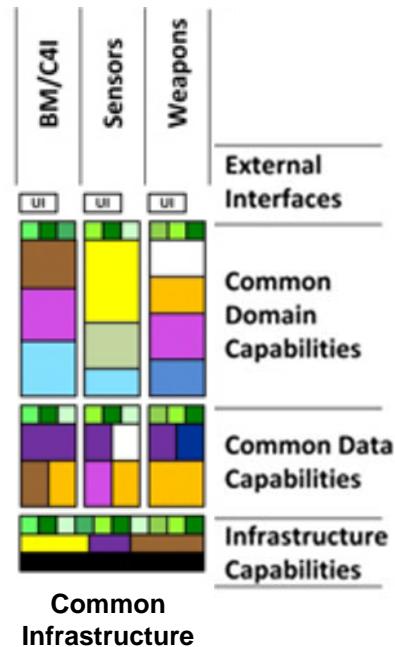 BM/C4I
Sensors
Weapons
External
Interfaces
UI
UI
UI
Common
Domain
Capabilities
Common Data
Capabilities
Infrastructure
Capabilities
Common
Infrastructure